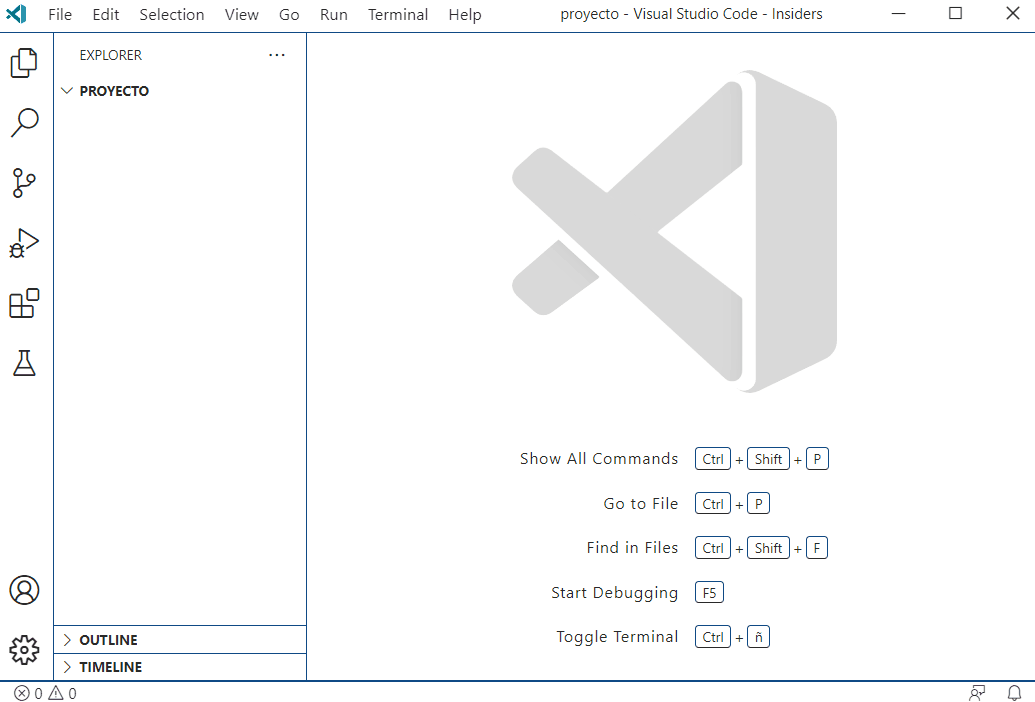 File Edit Selection View Go Run Terminal Help proyecto - Visual Studio Code - Insiders
EXPLORER
PROYECTO
Show All Commands Ctrl + Shift + P
Go to File Ctrl + P
Find in Files Ctrl + Shift + F
Start Debugging F5
Toggle Terminal Ctrl + ñ
OUTLINE
TIMELINE
0 0